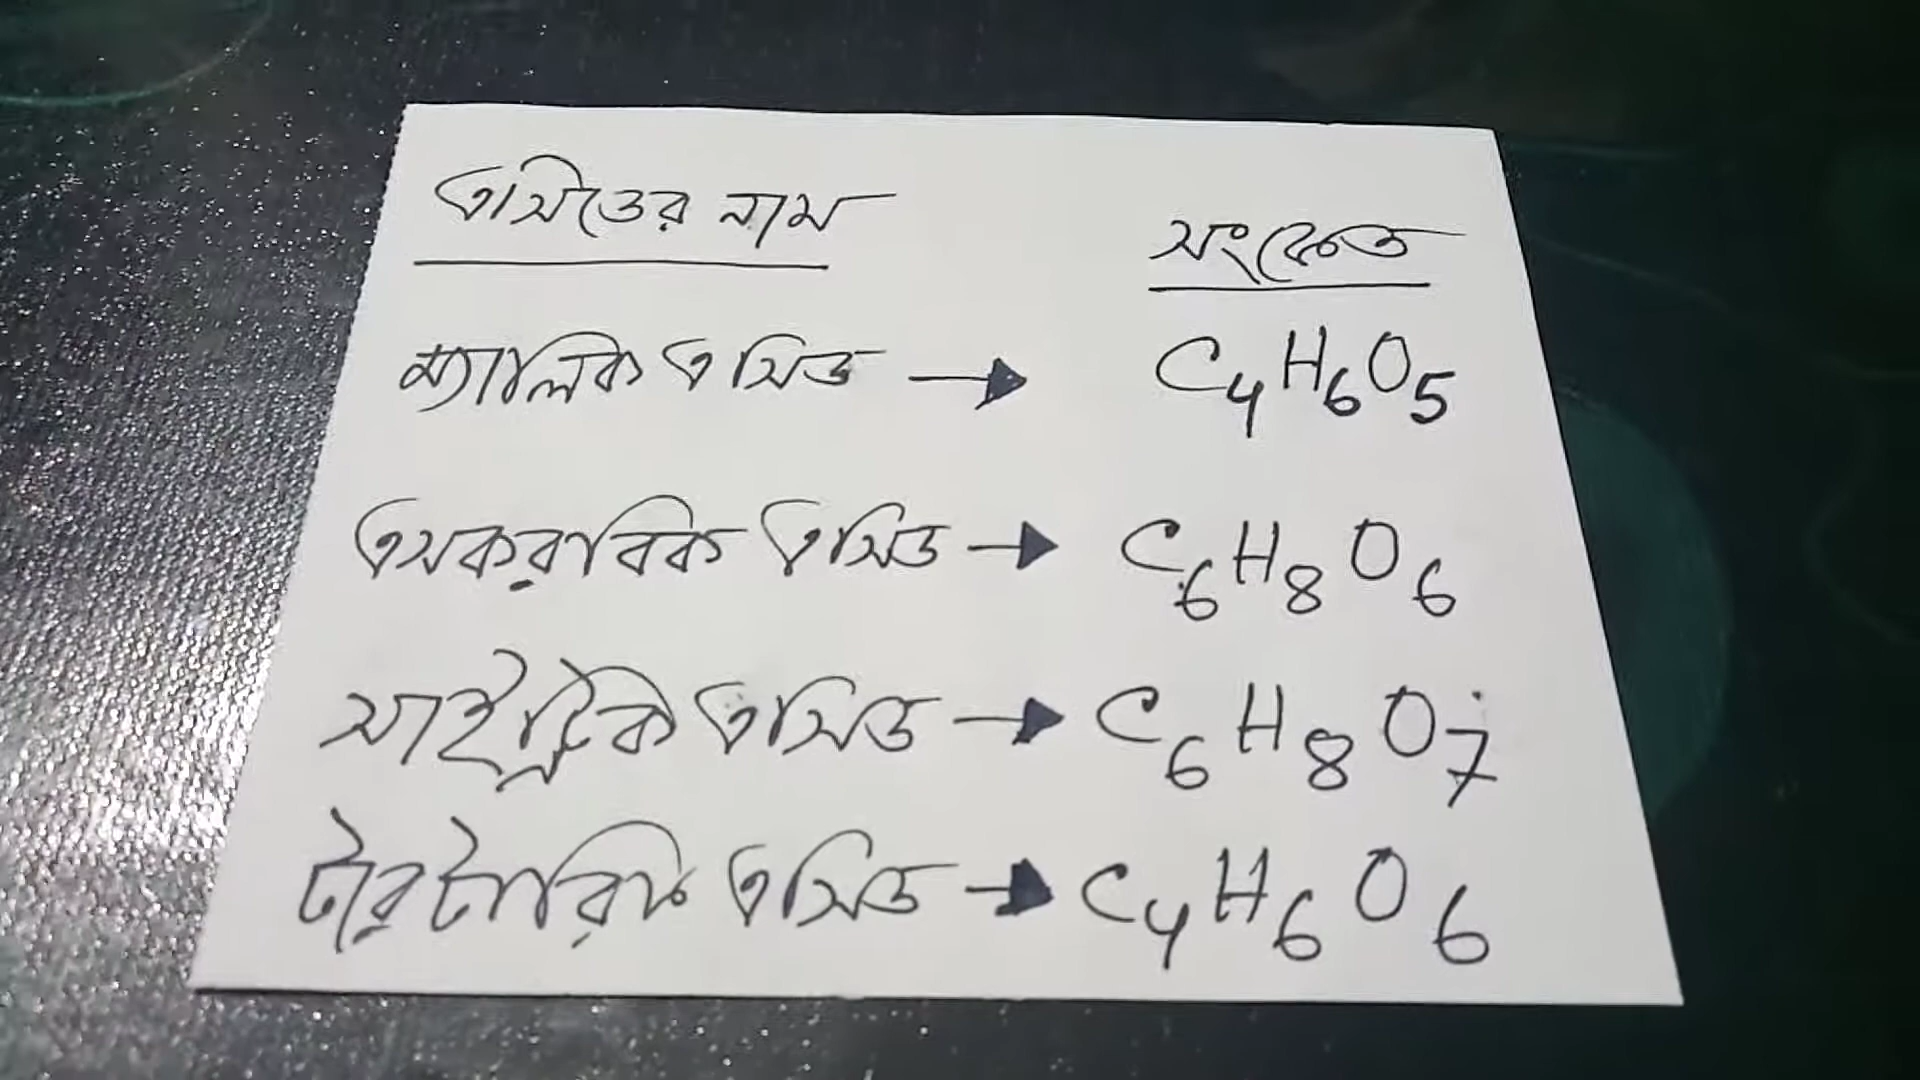 এসিডের নাম সংকেত
ম্যালিক এসিড → C₄H₆O₅
এসকরবিক এসিড → C₆H₈O₆
সাইট্রিক এসিড → C₆H₈O₇
টারটারিক এসিড → C₄H₆O₆